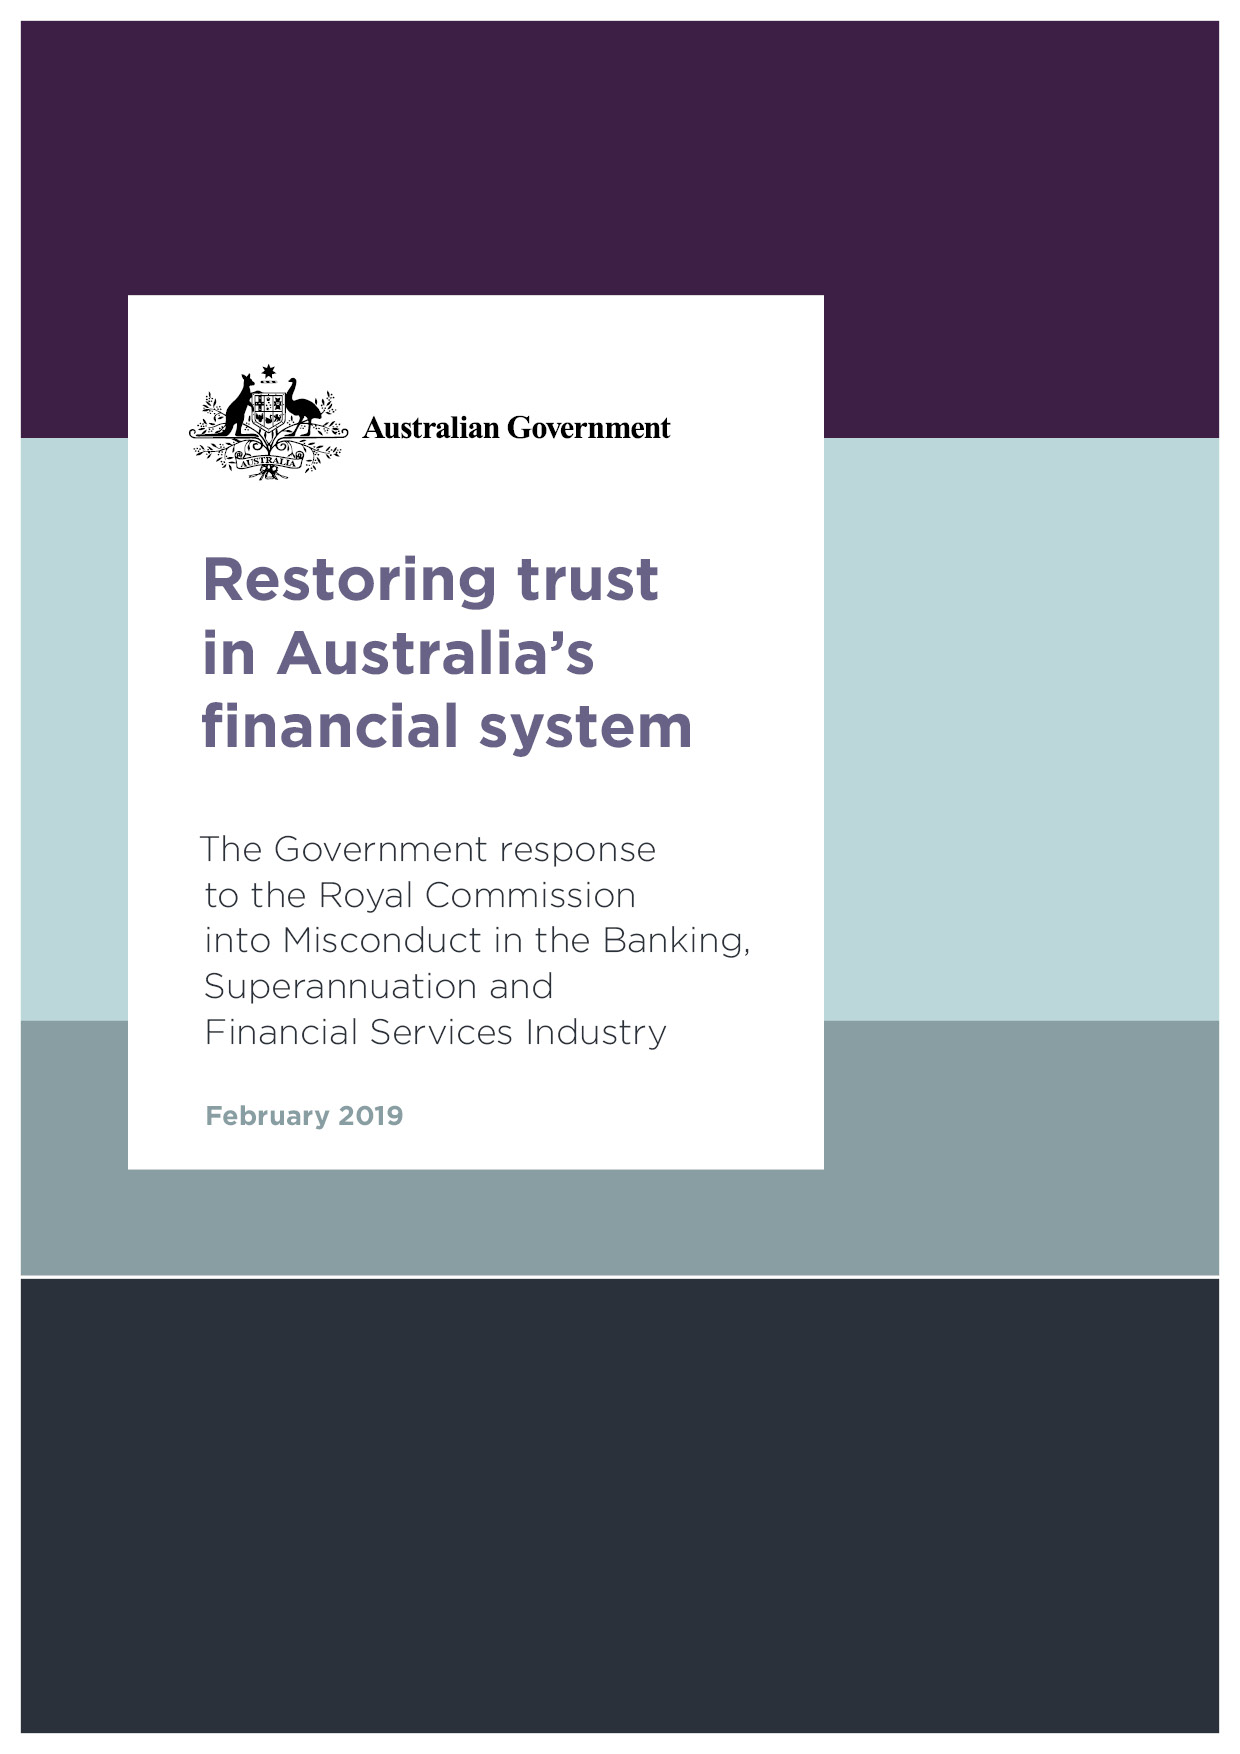 AUSTRALIA
Australian Government
Restoring trust
in Australia’s
financial system
The Government response
to the Royal Commission
into Misconduct in the Banking,
Superannuation and
Financial Services Industry
February 2019